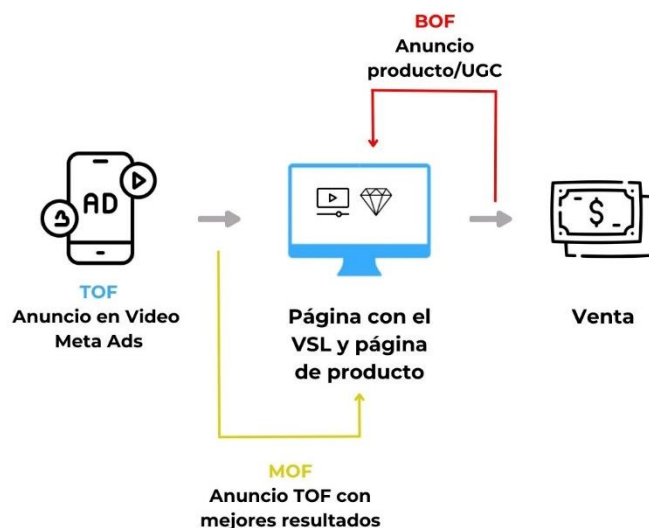 BOF
Anuncio
producto/UGC
AD
$
TOF
Anuncio en Video
Meta Ads
Página con el
VSL y página
de producto
Venta
MOF
Anuncio TOF con
mejores resultados